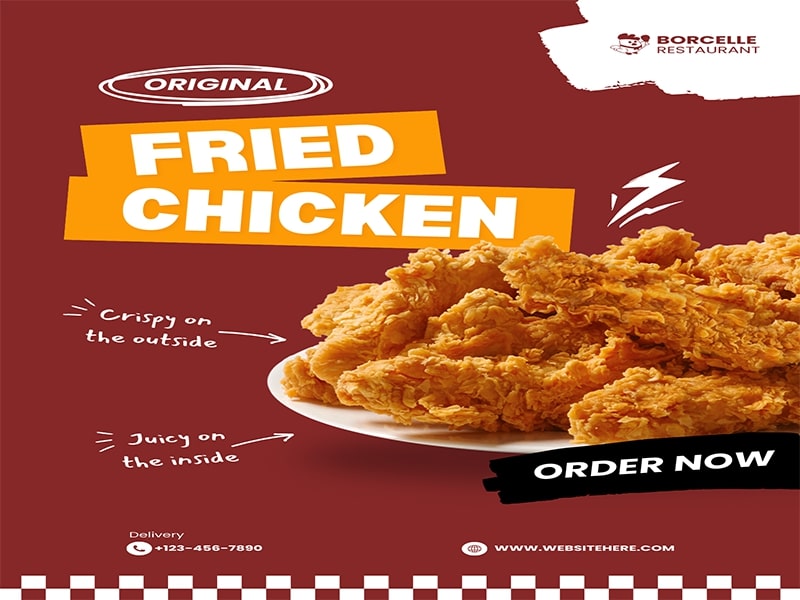 BORCELLE
RESTAURANT
ORIGINAL
FRIED
CHICKEN
Crispy on
the outside
Juicy on
the inside
ORDER NOW
Delivery
+123-456-7890
WWW.WEBSITEHERE.COM